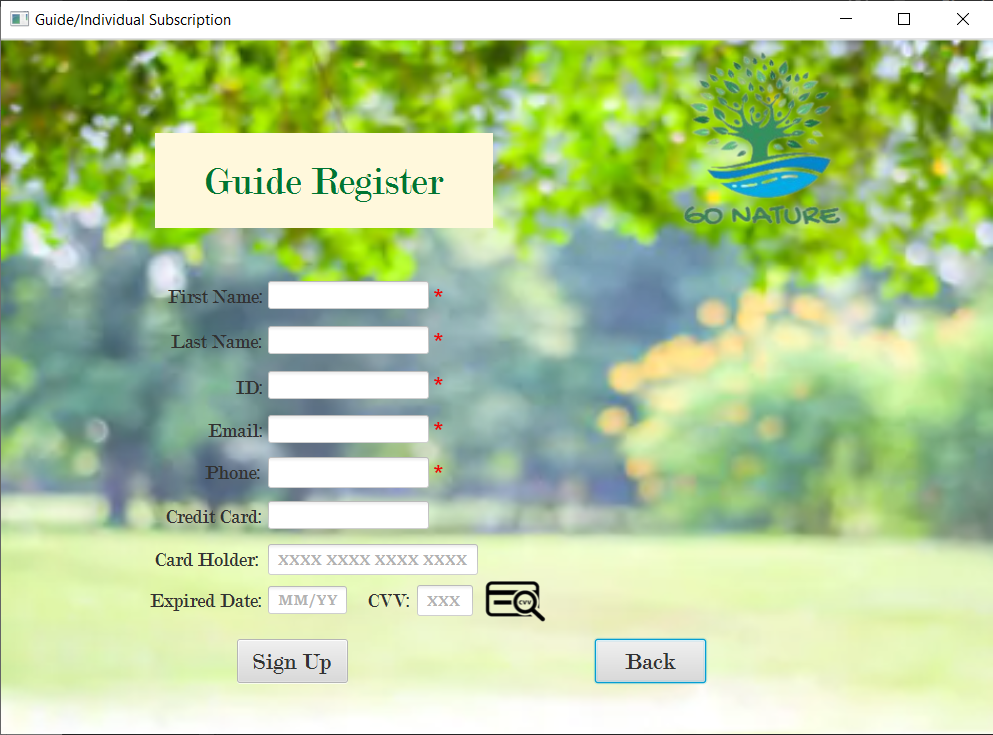 Guide/Individual Subscription
GO NATURE
Guide Register
First Name: *
Last Name: *
ID: *
Email: *
Phone: *
Credit Card:
Card Holder: XXXX XXXX XXXX XXXX
Expired Date: MM/YY CVV: XXX CVV
Sign Up Back